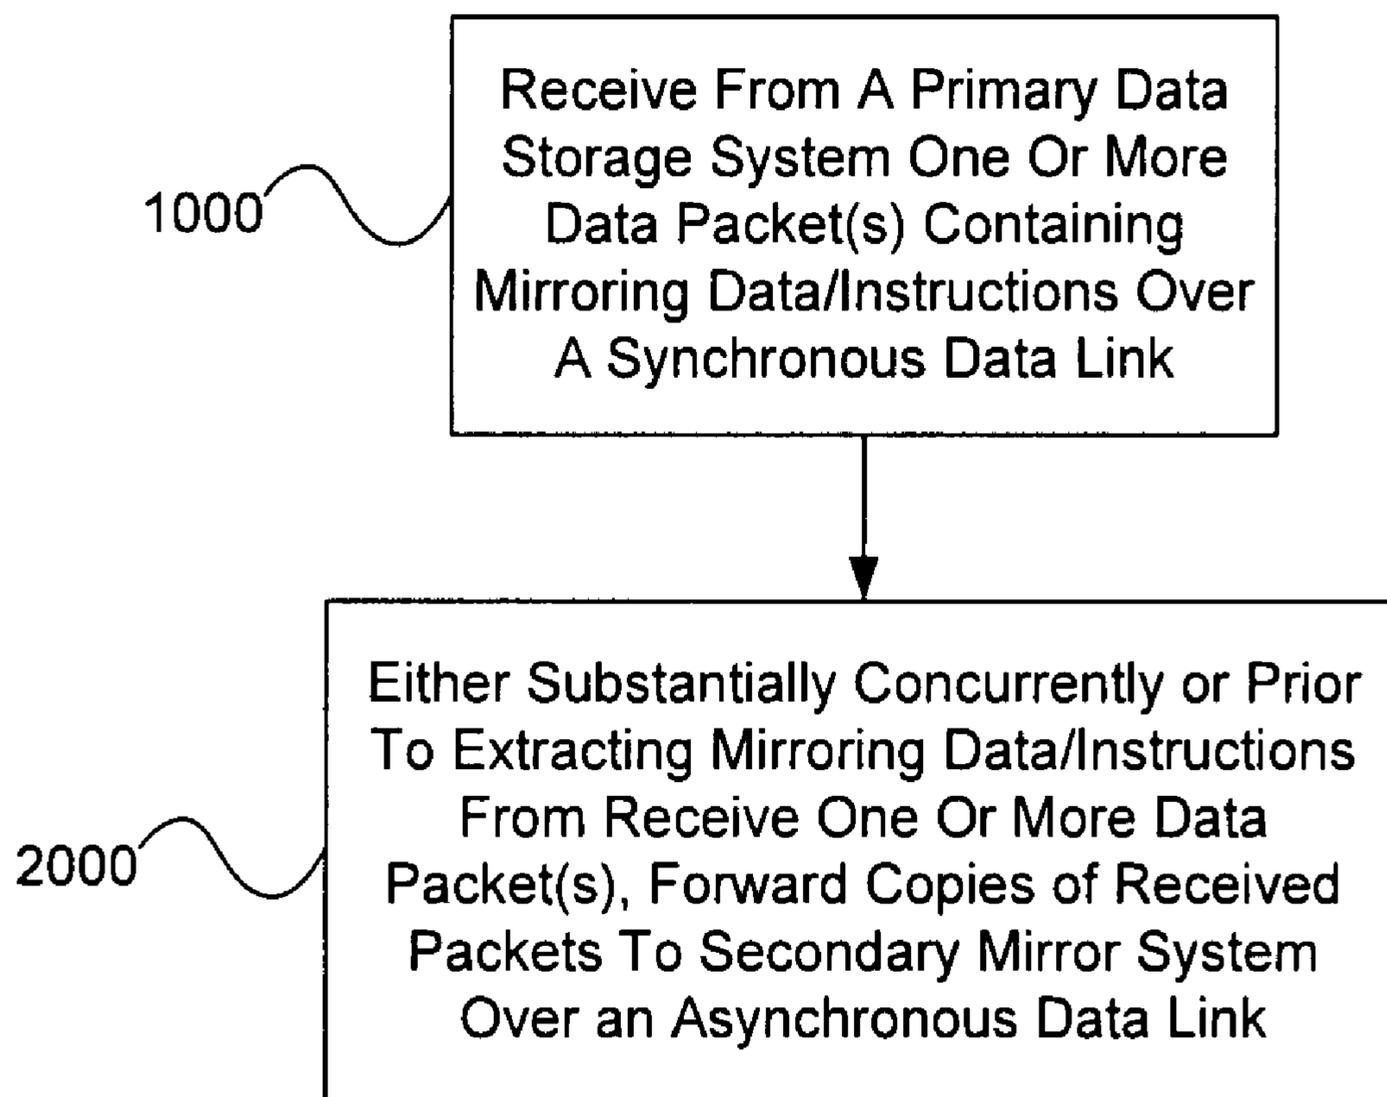 Receive From A Primary Data
Storage System One Or More
Data Packet(s) Containing
Mirroring Data/Instructions Over
A Synchronous Data Link
1000
Either Substantially Concurrently or Prior
To Extracting Mirroring Data/Instructions
From Receive One Or More Data
Packet(s), Forward Copies of Received
Packets To Secondary Mirror System
Over an Asynchronous Data Link
2000